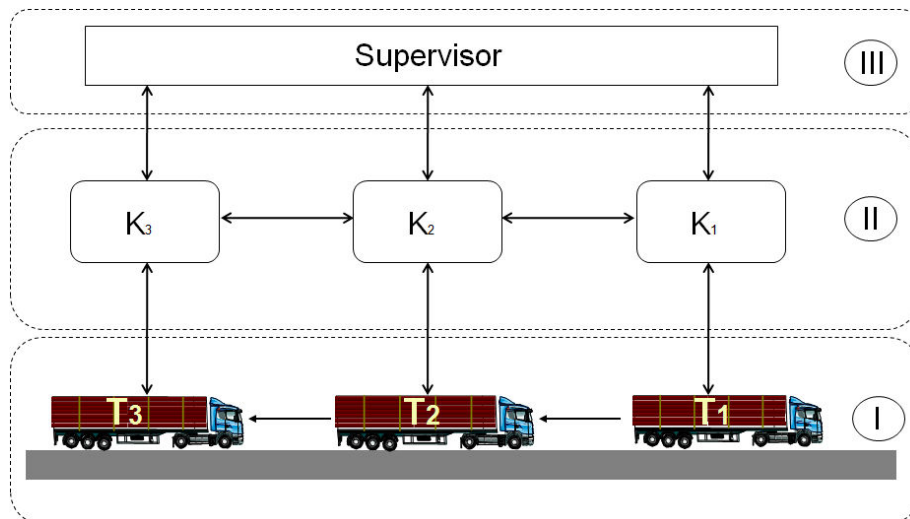 Supervisor
III
K₃
K₂
K₁
II
T3
T2
T1
I